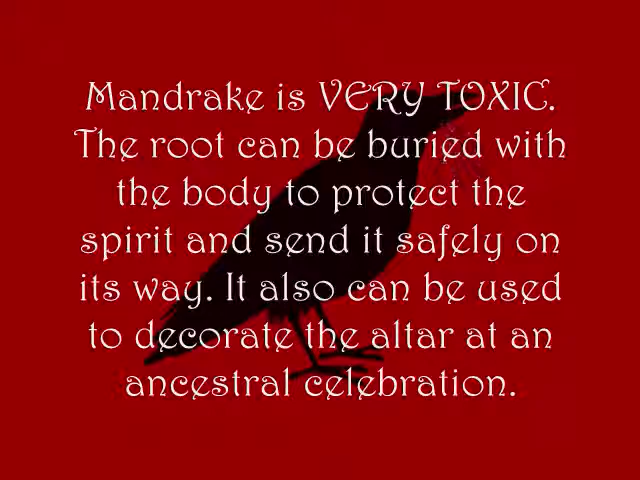 Mandrake is VERY TOXIC.
The root can be buried with
the body to protect the
spirit and send it safely on
its way. It also can be used
to decorate the altar at an
ancestral celebration.